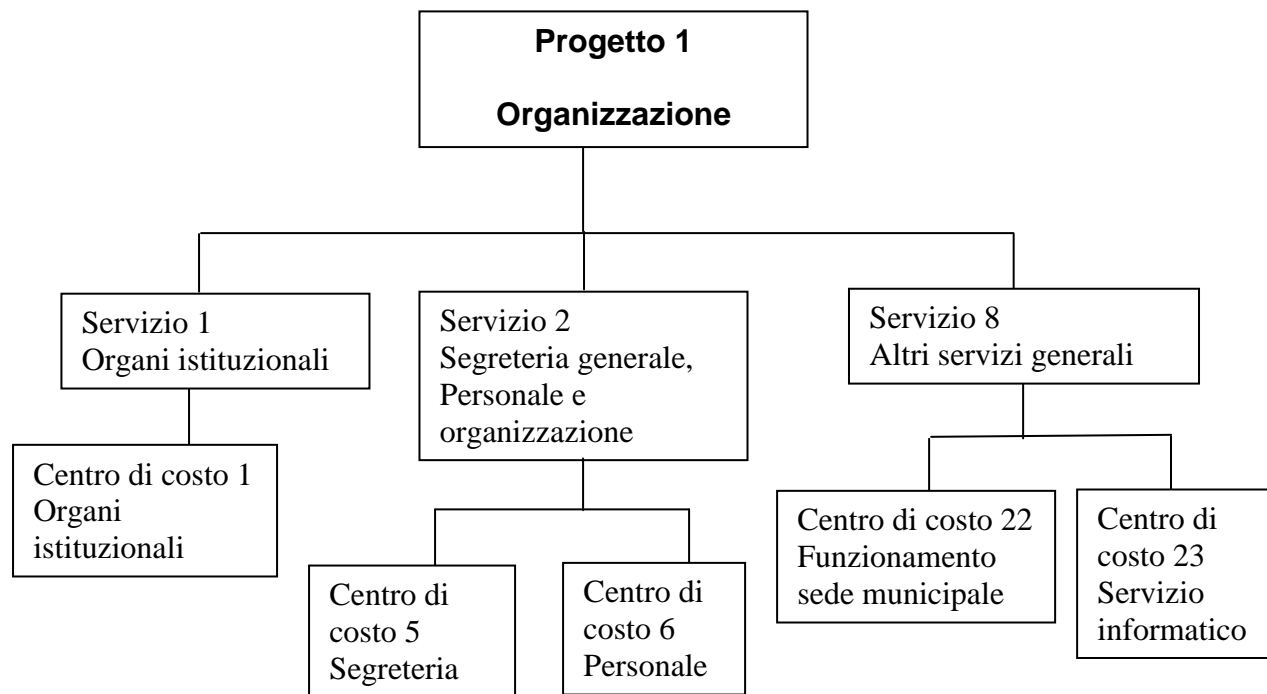 Progetto 1
Organizzazione
Servizio 1
Organi istituzionali
Servizio 2
Segreteria generale,
Personale e
organizzazione
Servizio 8
Altri servizi generali
Centro di costo 1
Organi
istituzionali
Centro di
costo 5
Segreteria
Centro di
costo 6
Personale
Centro di costo 22
Funzionamento
sede municipale
Centro di
costo 23
Servizio
informatico